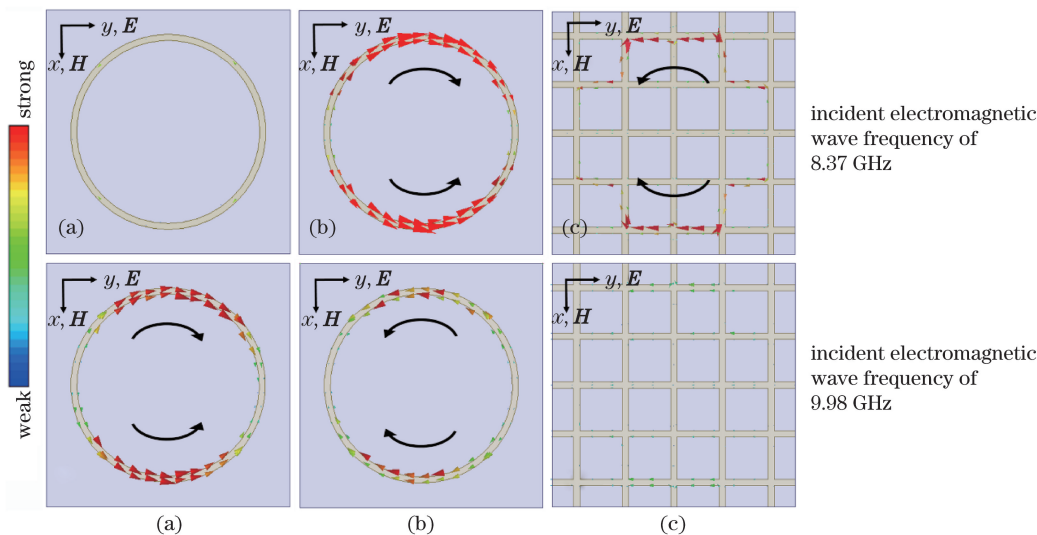 strong
weak
y, E
x, H
(a)
y, E
x, H
(b)
y, E
x, H
(c)
incident electromagnetic
wave frequency of
8.37 GHz
y, E
x, H
y, E
x, H
y, E
x, H
incident electromagnetic
wave frequency of
9.98 GHz
(a)
(b)
(c)